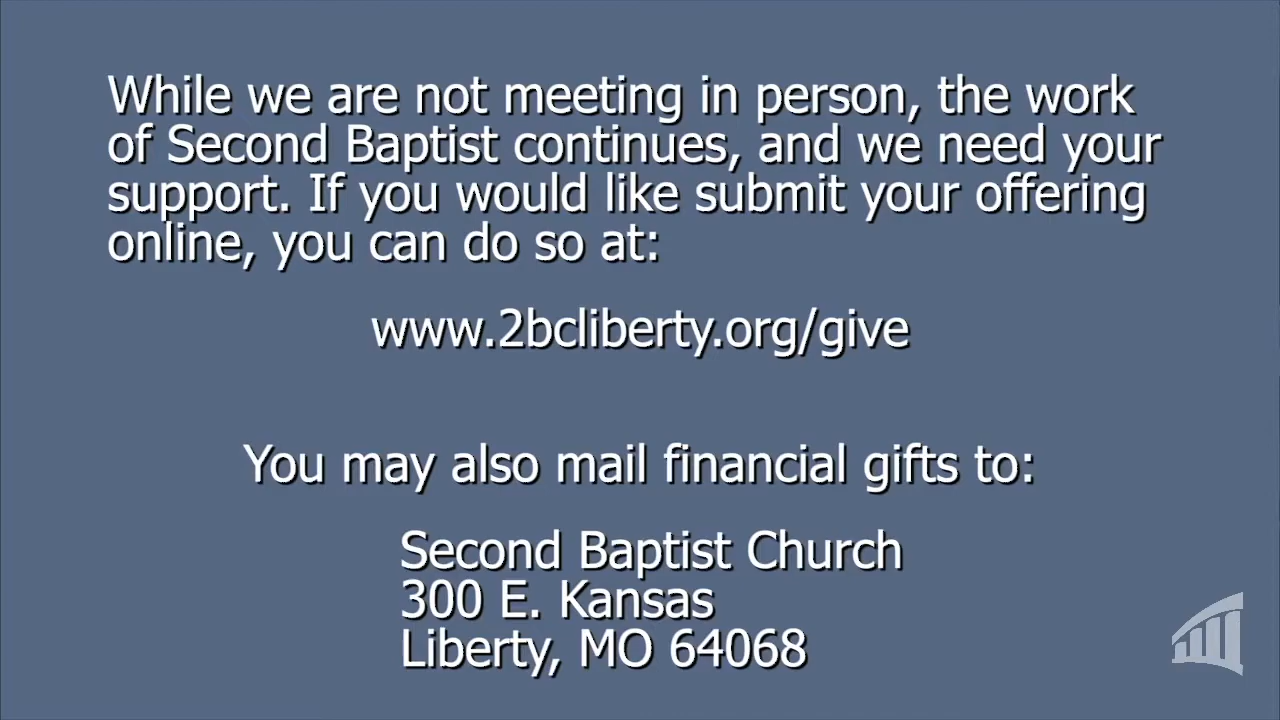 While we are not meeting in person, the work
of Second Baptist continues, and we need your
support. If you would like submit your offering
online, you can do so at:
www.2bcliberty.org/give
You may also mail financial gifts to:
Second Baptist Church
300 E. Kansas
Liberty, MO 64068